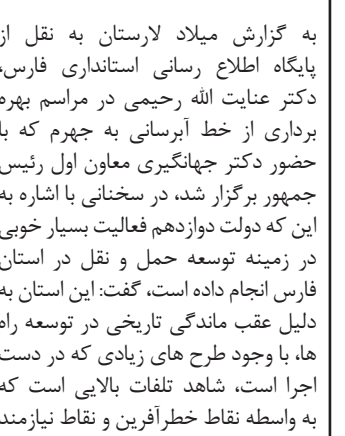 به گزارش میلاد لارستان به نقل از
پایگاه اطلاع رسانی استانداری فارس،
دکتر عنایت الله رحیمی در مراسم بهره
برداری از خط آبرسانی به جهرم که با
حضور دکتر جهانگیری معاون اول رئیس
جمهور برگزار شد، در سخنانی با اشاره به
این که دولت دوازدهم فعالیت بسیار خوبی
در زمینه توسعه حمل و نقل در استان
فارس انجام داده است، گفت: این استان به
دلیل عقب ماندگی تاریخی در توسعه راه
ها، با وجود طرح های زیادی که در دست
اجرا است، شاهد تلفات بالایی است که
به واسطه نقاط خطرآفرین و نقاط نیازمند